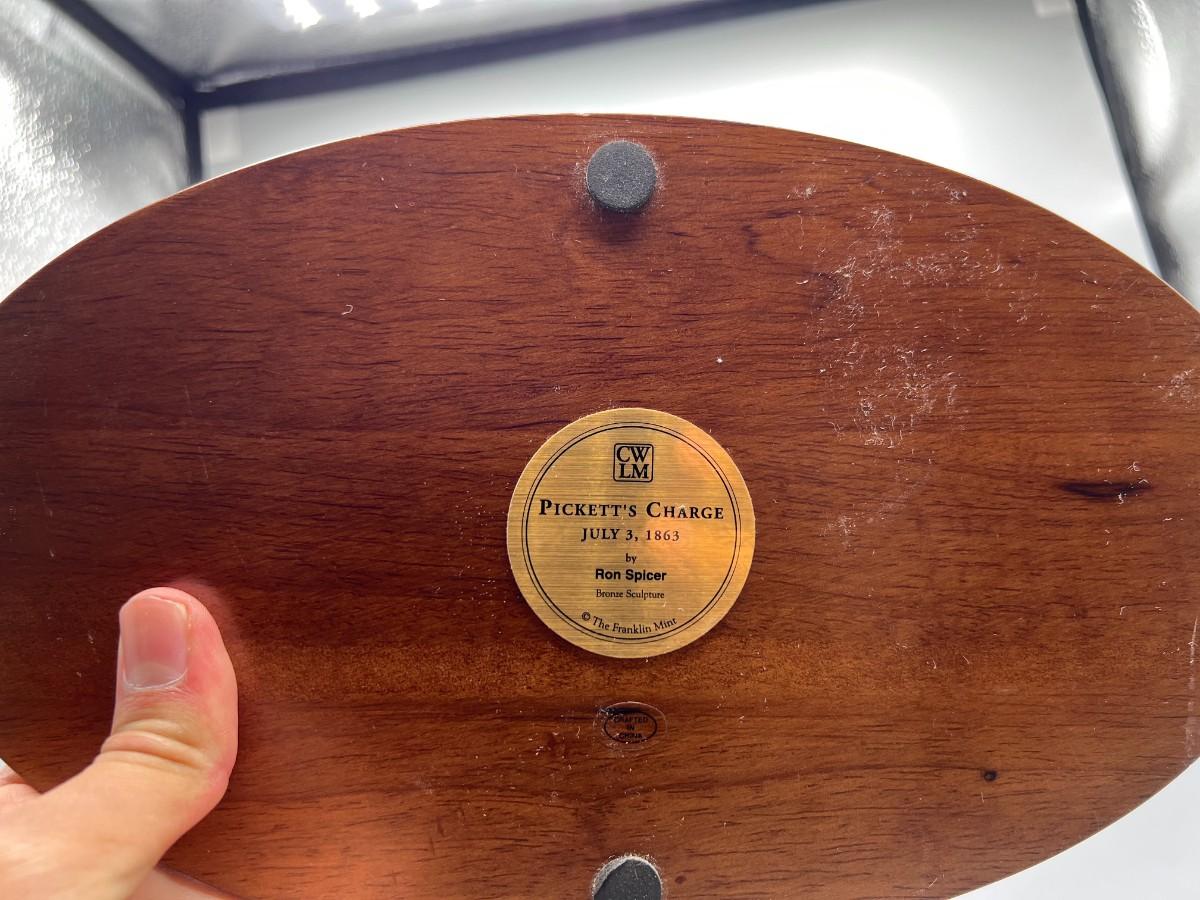 CW
LM
PICKETT'S CHARGE
JULY 3, 1863
by
Ron Spicer
Bronze Sculpture
© The Franklin Mint
CRAFTED
IN
CHINA